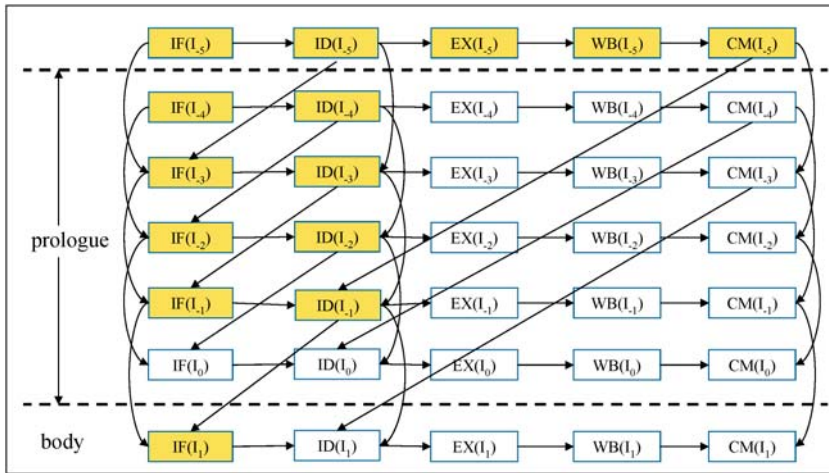 IF(I₋₅) ID(I₋₅) EX(I₋₅) WB(I₋₅) CM(I₋₅)
IF(I₋₄) ID(I₋₄) EX(I₋₄) WB(I₋₄) CM(I₋₄)
IF(I₋₃) ID(I₋₃) EX(I₋₃) WB(I₋₃) CM(I₋₃)
prologue IF(I₋₂) ID(I₋₂) EX(I₋₂) WB(I₋₂) CM(I₋₂)
IF(I₋₁) ID(I₋₁) EX(I₋₁) WB(I₋₁) CM(I₋₁)
IF(I₀) ID(I₀) EX(I₀) WB(I₀) CM(I₀)
body IF(I₁) ID(I₁) EX(I₁) WB(I₁) CM(I₁)